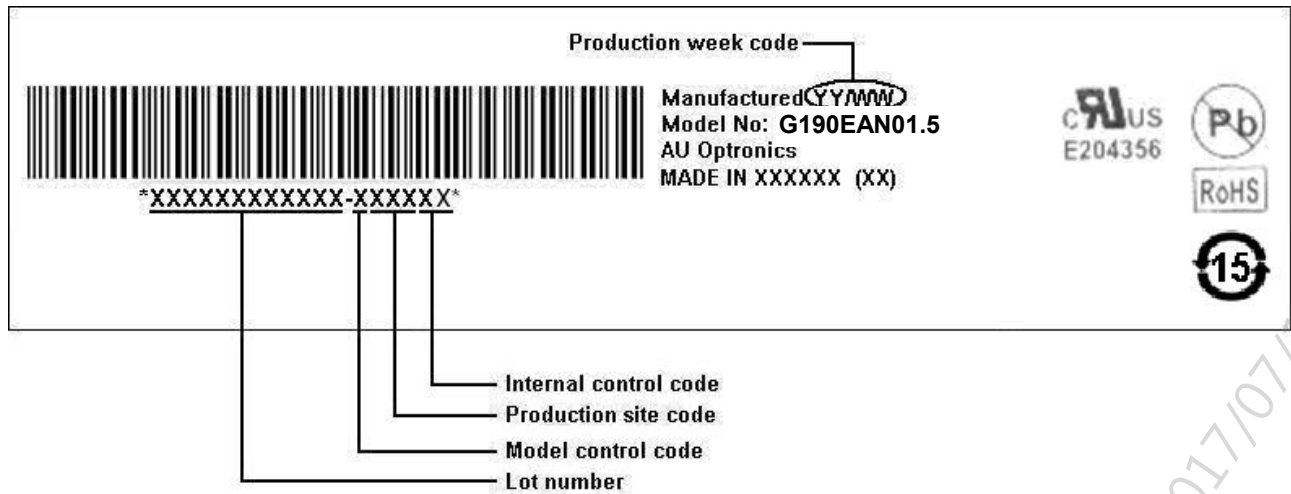 Production week code
Manufactured YY/WW
Model No: G190EAN01.5
AU Optronics
MADE IN XXXXXX (XX)
*XXXXXXXXXXXX-XXXXXX*
cRUus
E204356
Pb
RoHS
15
Internal control code
Production site code
Model control code
Lot number